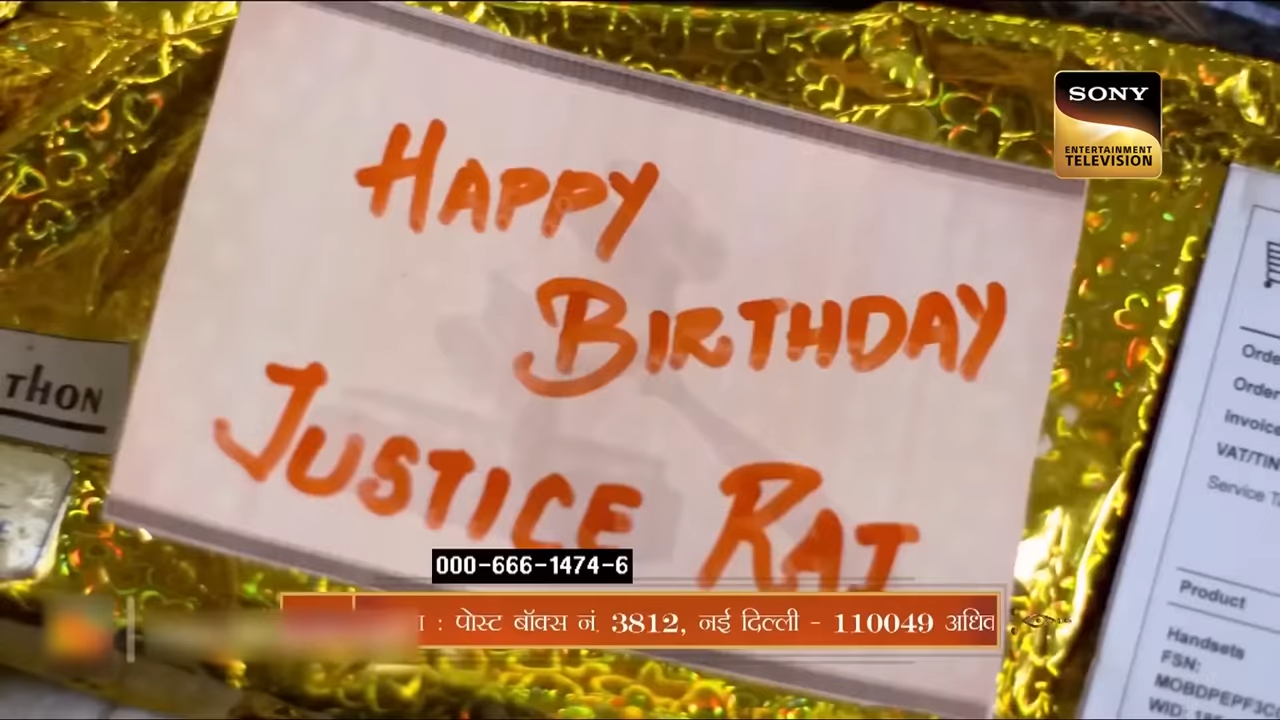 SONY
ENTERTAINMENT
TELEVISION
HAPPY
BIRTHDAY
JUSTICE RAJ
THON
Orde
Order
Invoice
VAT/TIN
Service T
Product
Handsets
FSN:
MOBDPEPF3C
WID:
000-666-1474-6
: पोस्ट बॉक्स नं. 3812, नई दिल्ली - 110049 अधिव